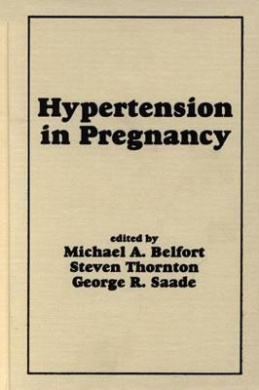 Hypertension
in Pregnancy
edited by
Michael A. Belfort
Steven Thornton
George R. Saade